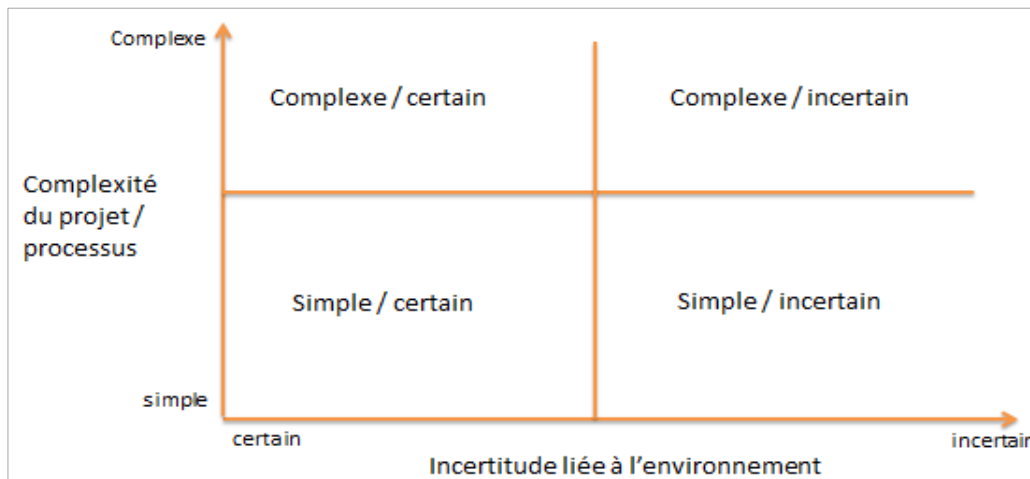 Complexe
Complexe / certain
Complexe / incertain
Complexité
du projet /
processus
Simple / certain
Simple / incertain
simple
certain
incertain
Incertitude liée à l'environnement